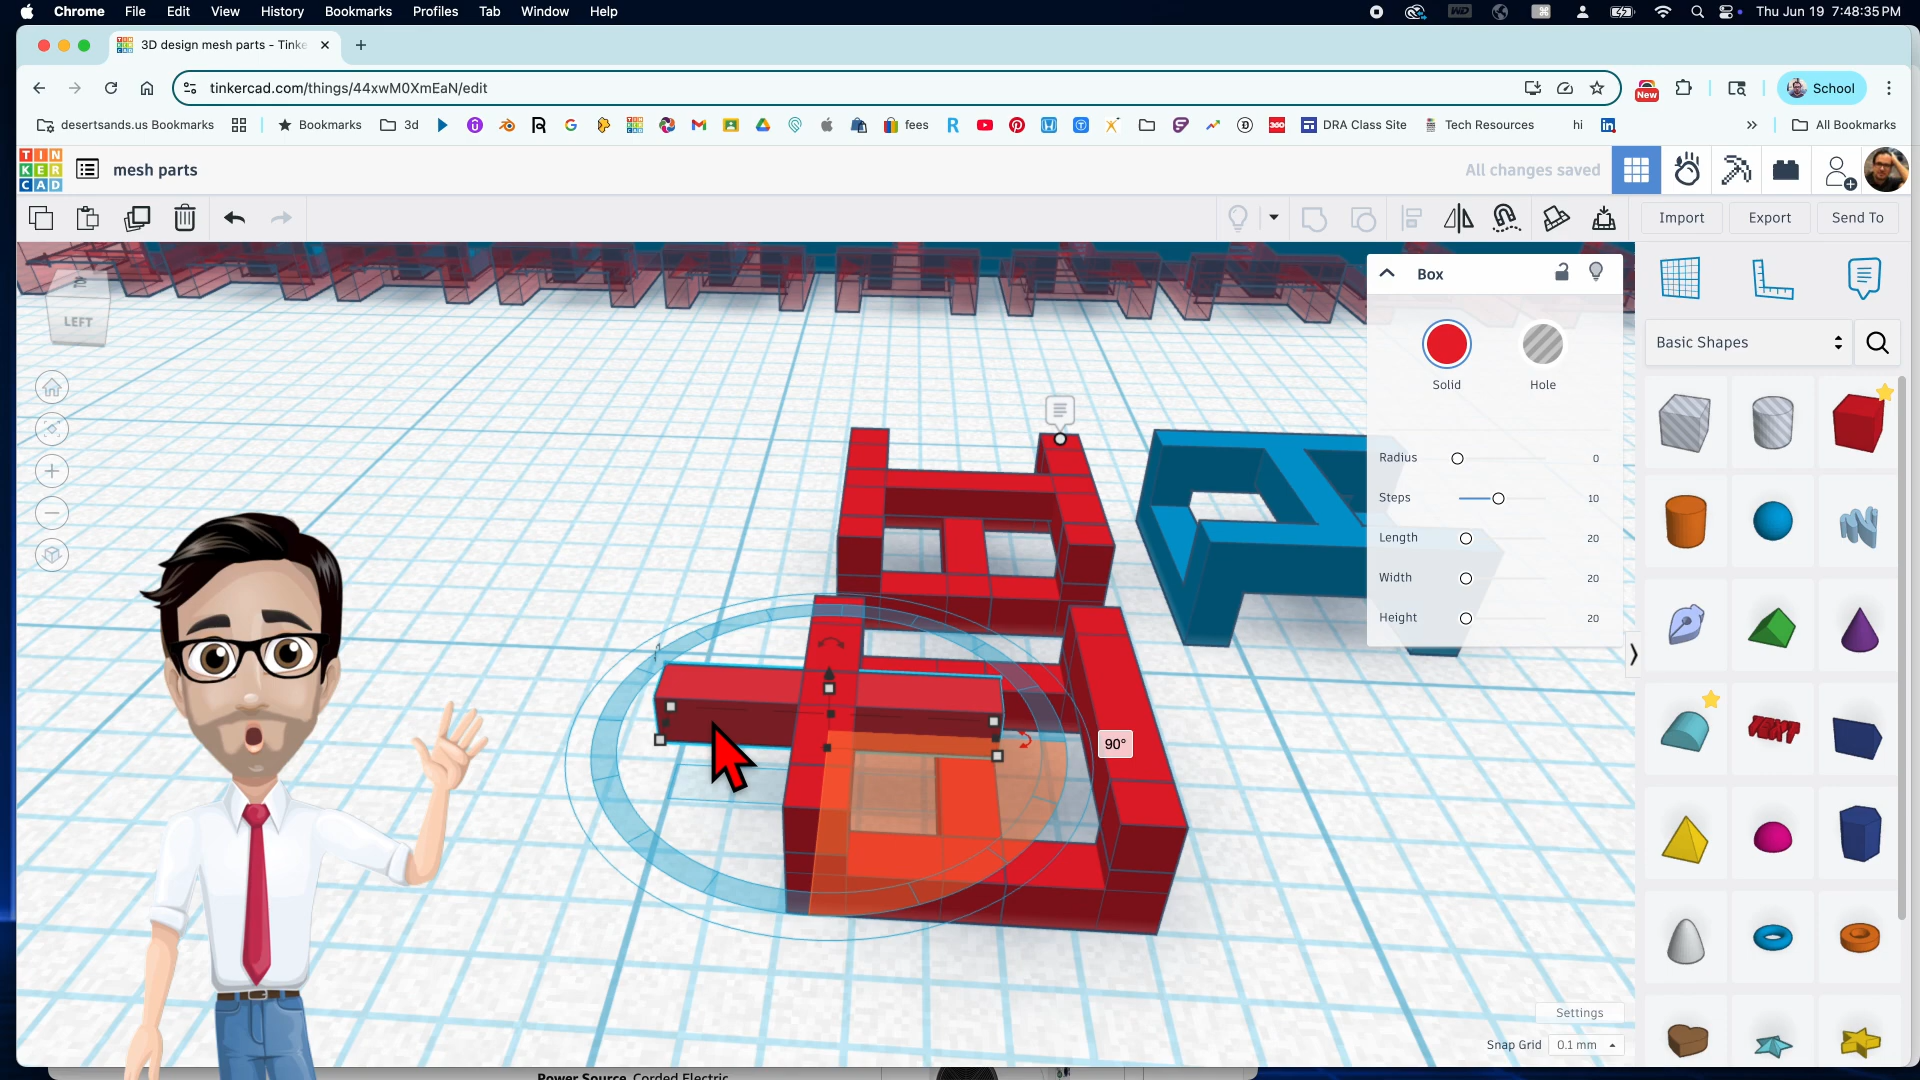 Chrome File Edit View History Bookmarks Profiles Tab Window Help
Thu Jun 19 7:48:35 PM
3D design mesh parts - Tinke
tinkercad.com/things/44xwM0XmEaN/edit
New
School
desertsands.us Bookmarks
Bookmarks
3d
fees
DRA Class Site
Tech Resources
hi
All Bookmarks
TIN
KER
CAD
mesh parts
All changes saved
Import
Export
Send To
LEFT
Box
Solid
Hole
Radius 0
Steps 10
Length 20
Width 20
Height 20
Basic Shapes
TEXT
90°
Settings
Snap Grid 0.1 mm
Power Source Corded Electric